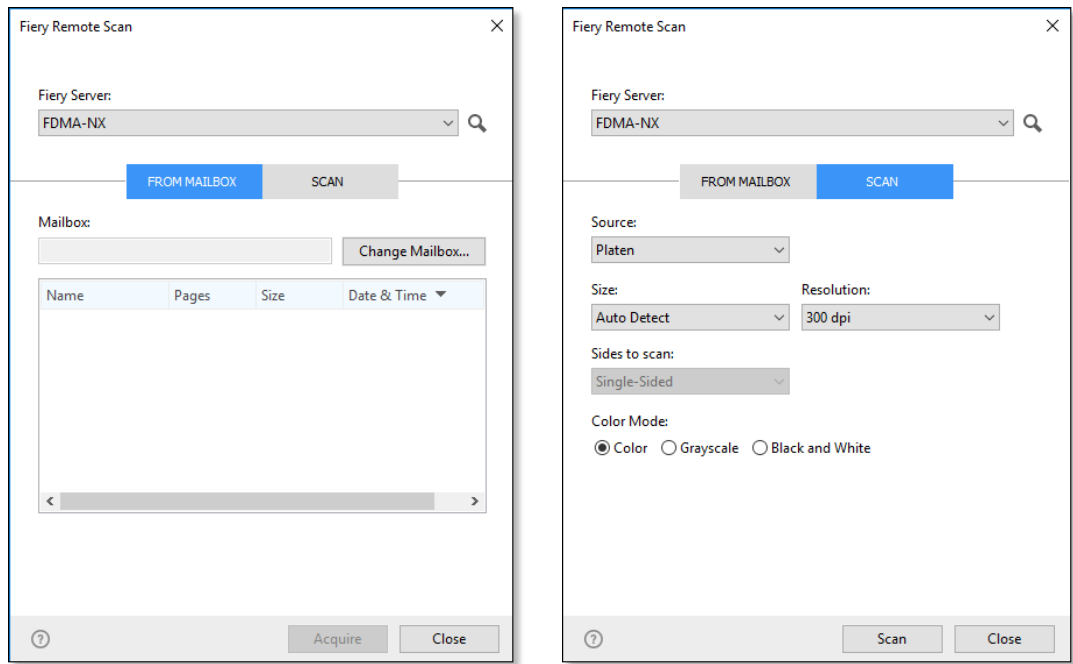 Fiery Remote Scan
Fiery Server:
FDMA-NX
FROM MAILBOX SCAN
Mailbox:
Change Mailbox...
Name Pages Size Date & Time
Acquire Close
Fiery Remote Scan
Fiery Server:
FDMA-NX
FROM MAILBOX SCAN
Source:
Platen
Size: Resolution:
Auto Detect 300 dpi
Sides to scan:
Single-Sided
Color Mode:
Color Grayscale Black and White
Scan Close